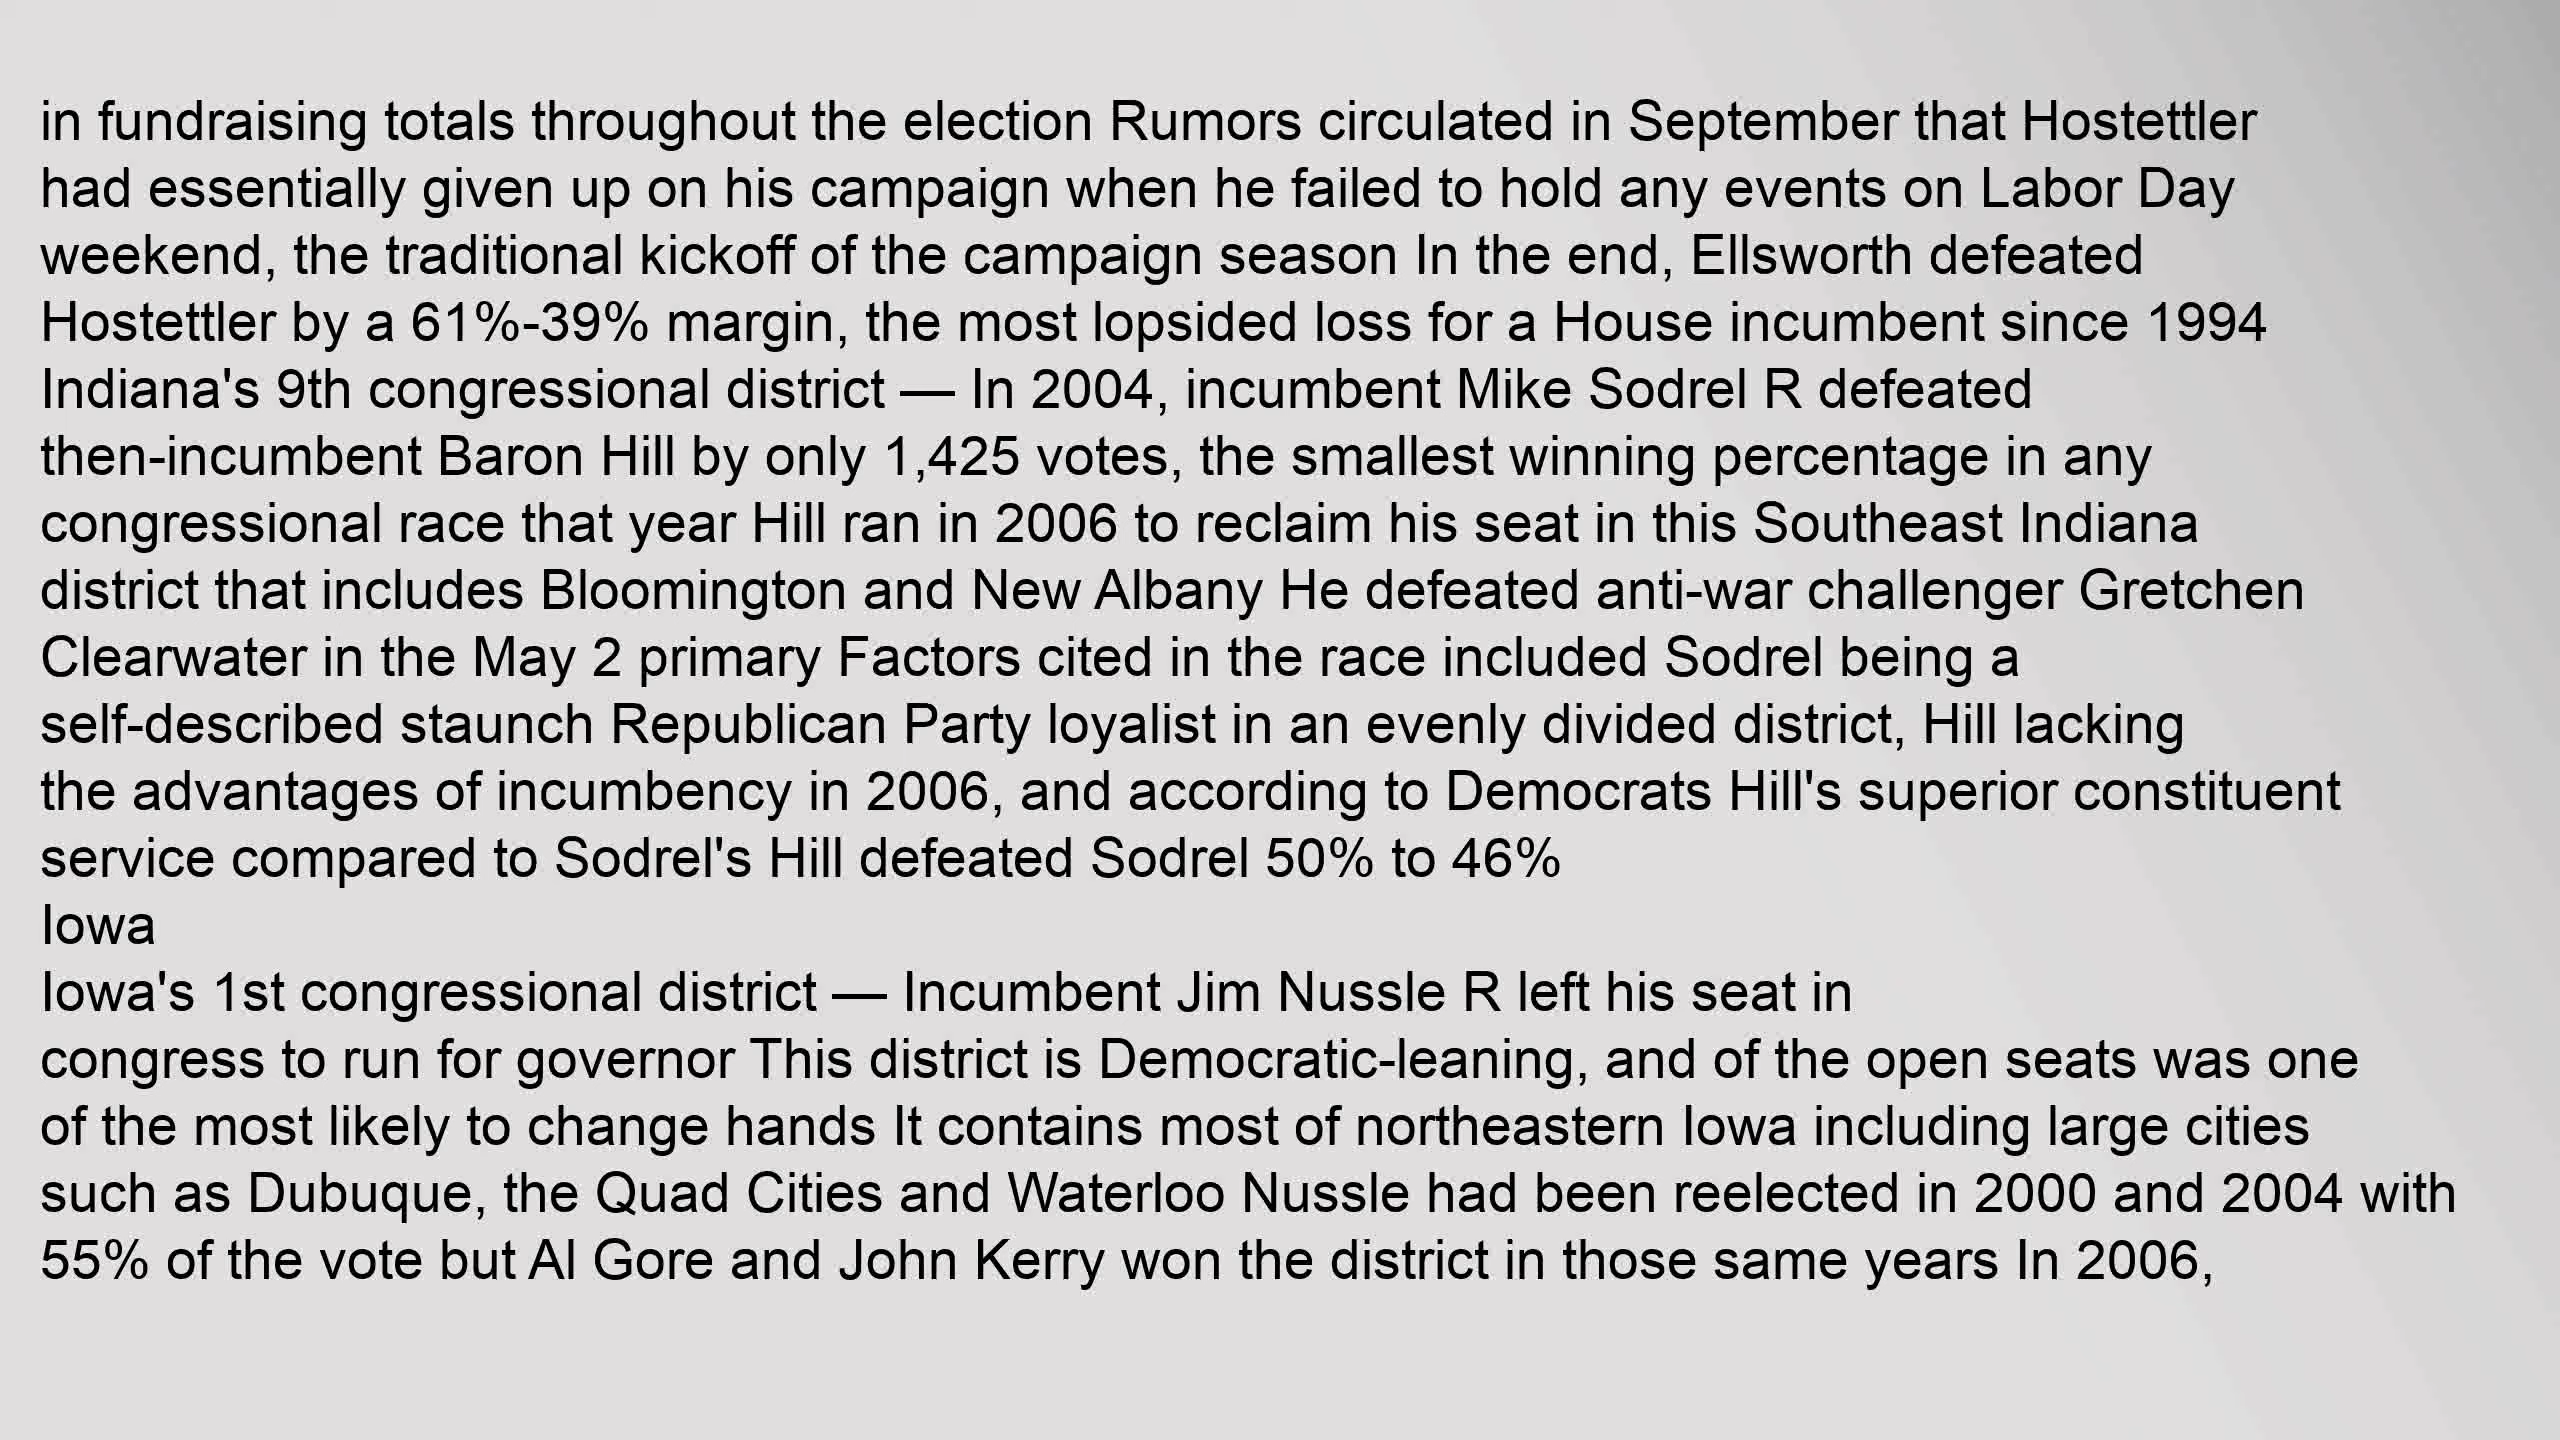 in fundraising totals throughout the election Rumors circulated in September that Hostettler
had essentially given up on his campaign when he failed to hold any events on Labor Day
weekend, the traditional kickoff of the campaign season In the end, Ellsworth defeated
Hostettler by a 61%-39% margin, the most lopsided loss for a House incumbent since 1994
Indiana's 9th congressional district — In 2004, incumbent Mike Sodrel R defeated
then-incumbent Baron Hill by only 1,425 votes, the smallest winning percentage in any
congressional race that year Hill ran in 2006 to reclaim his seat in this Southeast Indiana
district that includes Bloomington and New Albany He defeated anti-war challenger Gretchen
Clearwater in the May 2 primary Factors cited in the race included Sodrel being a
self-described staunch Republican Party loyalist in an evenly divided district, Hill lacking
the advantages of incumbency in 2006, and according to Democrats Hill's superior constituent
service compared to Sodrel's Hill defeated Sodrel 50% to 46%
Iowa
Iowa's 1st congressional district — Incumbent Jim Nussle R left his seat in
congress to run for governor This district is Democratic-leaning, and of the open seats was one
of the most likely to change hands It contains most of northeastern Iowa including large cities
such as Dubuque, the Quad Cities and Waterloo Nussle had been reelected in 2000 and 2004 with
55% of the vote but Al Gore and John Kerry won the district in those same years In 2006,